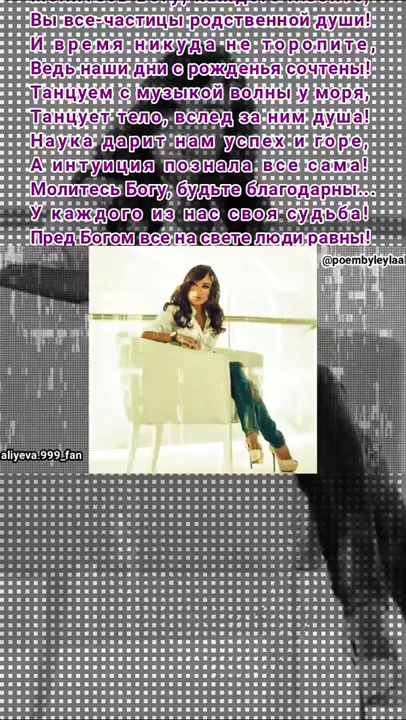 Вы все-частицы родственной души!
И время никуда не торопите,
Ведь наши дни с рожденья сочтены!
Танцуем с музыкой волны у моря,
Танцует тело, вслед за ним душа!
Наука дарит нам успех и горе,
А интуиция познала все сама!
Молитесь Богу, будьте благодарны...
У каждого из нас своя судьба!
Пред Богом все на свете люди равны!
@poembyleylaal
aliyeva.999_fan